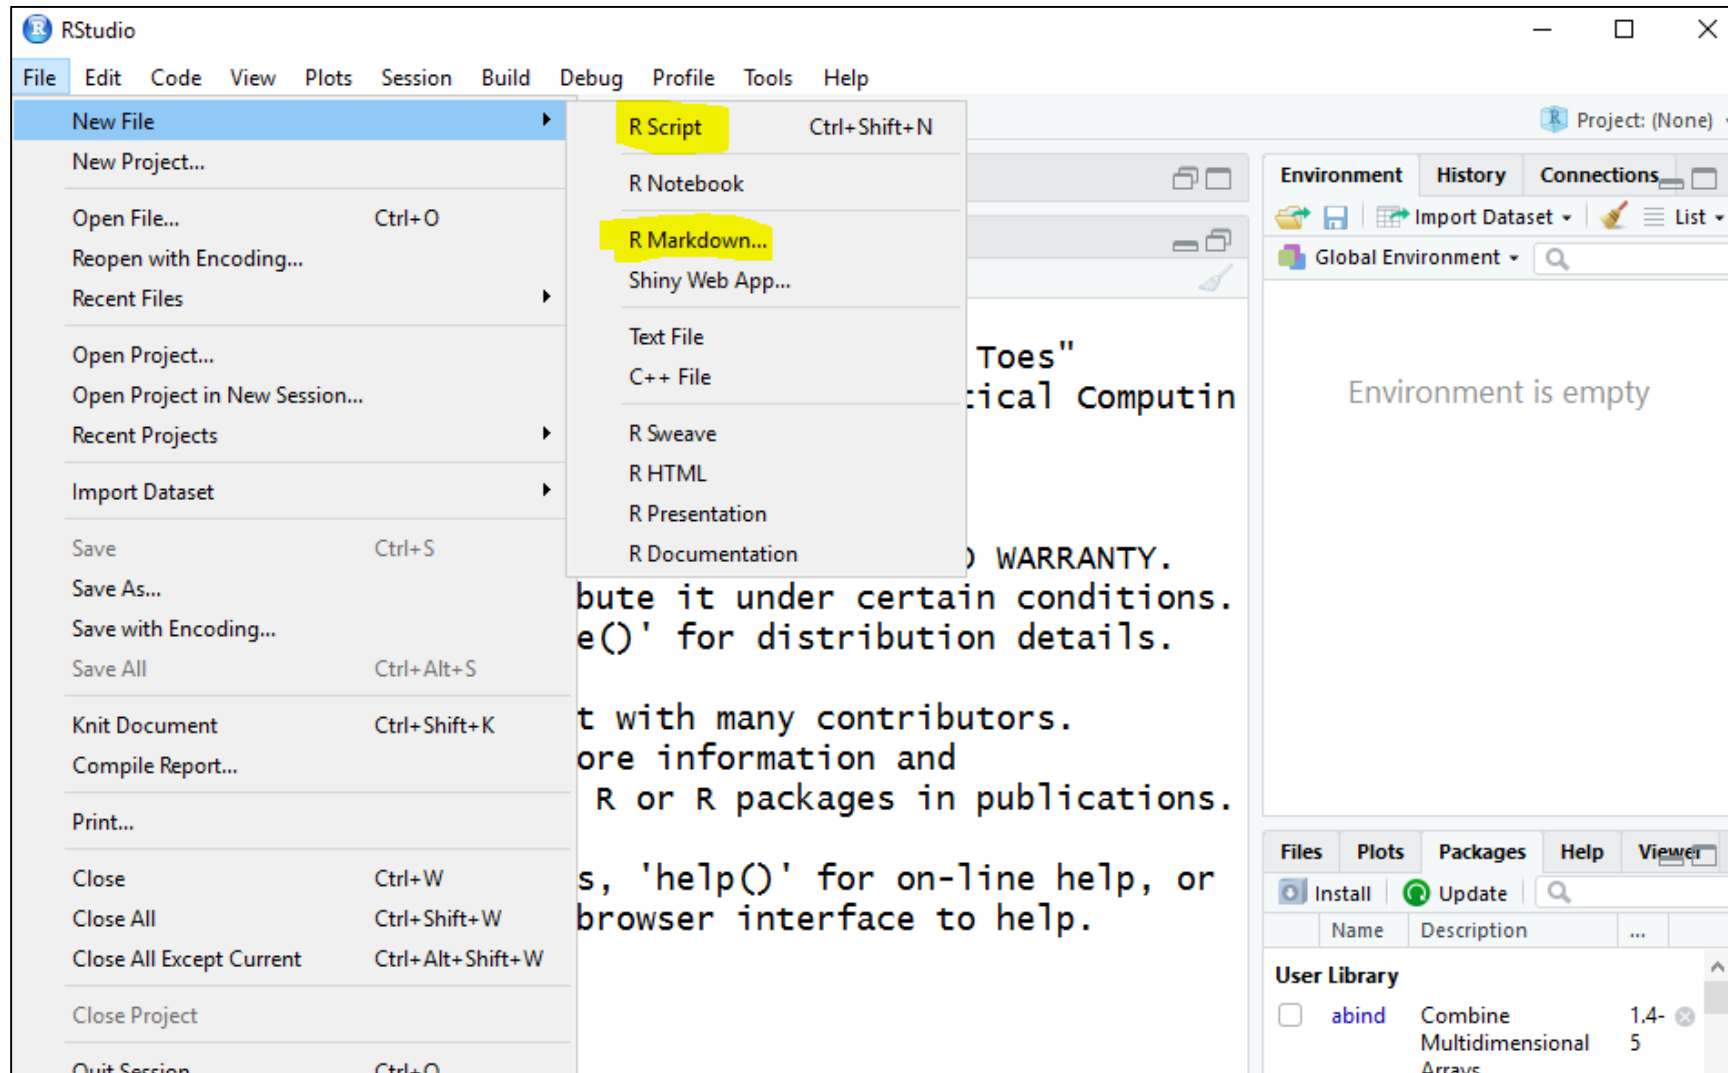 RStudio
File Edit Code View Plots Session Build Debug Profile Tools Help
New File
New Project...
Open File... Ctrl+O
Reopen with Encoding...
Recent Files
Open Project...
Open Project in New Session...
Recent Projects
Import Dataset
Save Ctrl+S
Save As...
Save with Encoding...
Save All Ctrl+Alt+S
Knit Document Ctrl+Shift+K
Compile Report...
Print...
Close Ctrl+W
Close All Ctrl+Shift+W
Close All Except Current Ctrl+Alt+Shift+W
Close Project
Quit Session... Ctrl+Q
R Script Ctrl+Shift+N
R Notebook
R Markdown...
Shiny Web App...
Text File
C++ File
R Sweave
R HTML
R Presentation
R Documentation
Toes"
tical Computin
WARRANTY.
bute it under certain conditions.
e()' for distribution details.
t with many contributors.
ore information and
R or R packages in publications.
s, 'help()' for on-line help, or
browser interface to help.
Project: (None)
Environment History Connections
Import Dataset List
Global Environment
Environment is empty
Files Plots Packages Help Viewer
Install Update
Name Description ...
User Library
abind Combine 1.4-
Multidimensional 5
Arrays